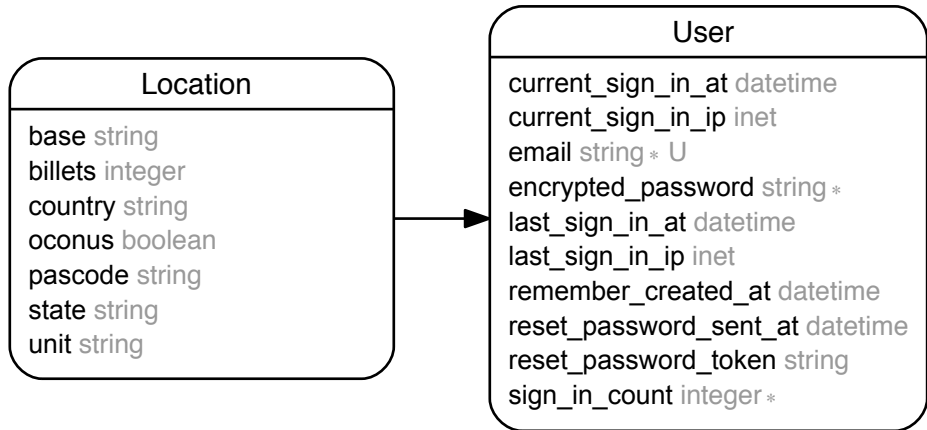 Location
base string
billets integer
country string
oconus boolean
pascode string
state string
unit string
User
current_sign_in_at datetime
current_sign_in_ip inet
email string * U
encrypted_password string *
last_sign_in_at datetime
last_sign_in_ip inet
remember_created_at datetime
reset_password_sent_at datetime
reset_password_token string
sign_in_count integer *